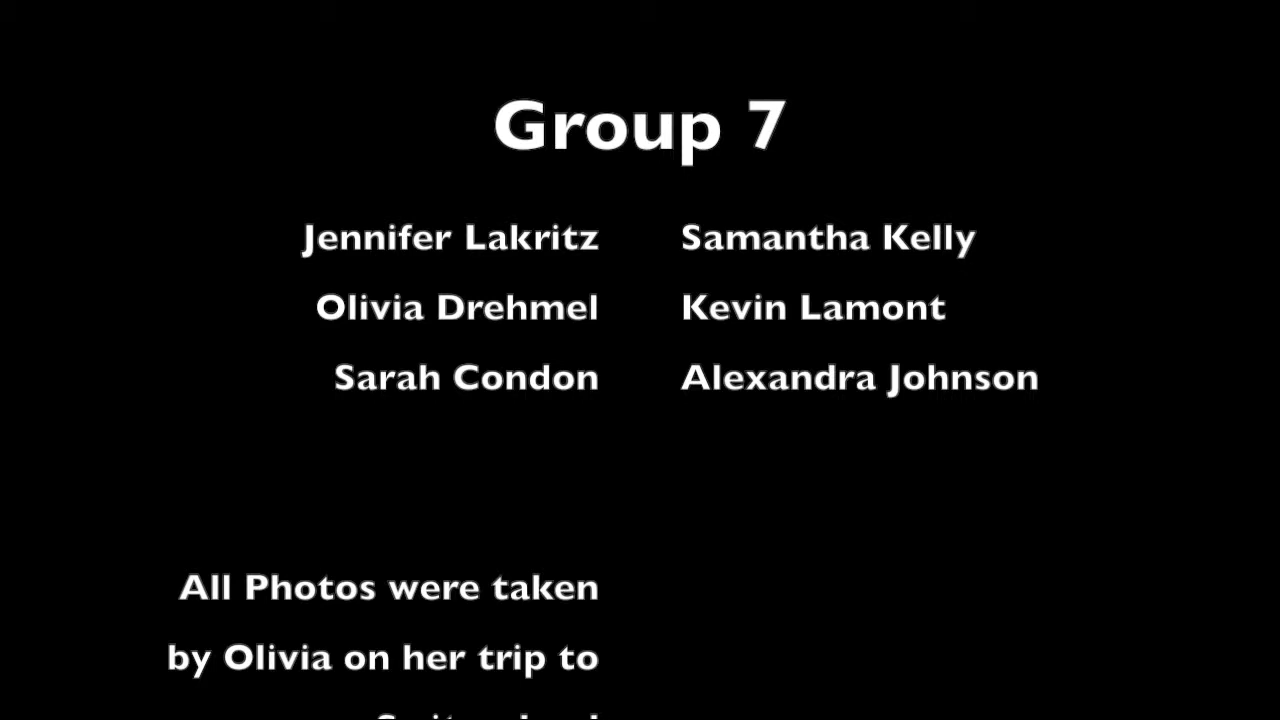 Group 7
Jennifer Lakritz Samantha Kelly
Olivia Drehmel Kevin Lamont
Sarah Condon Alexandra Johnson
All Photos were taken
by Olivia on her trip to